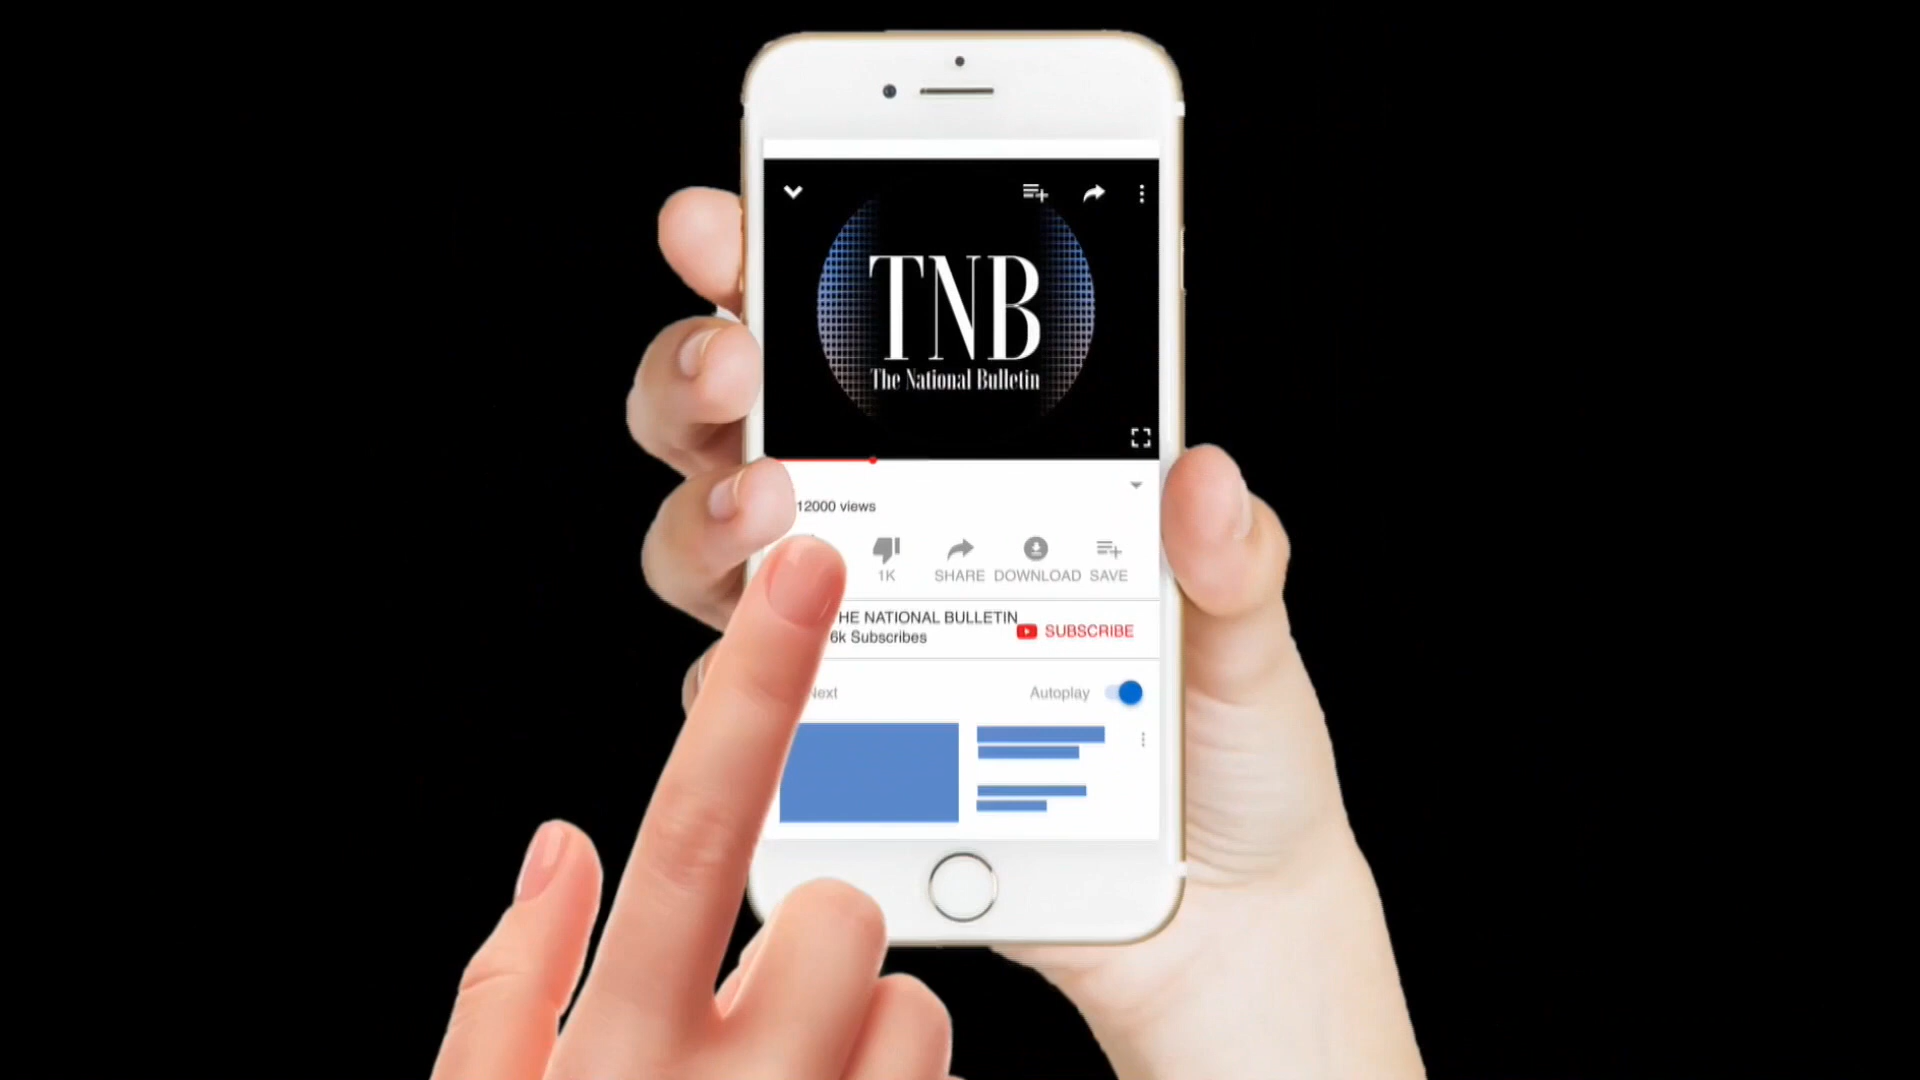 TNB
The National Bulletin
12000 views
1K
SHARE
DOWNLOAD
SAVE
HE NATIONAL BULLETIN
6k Subscribes
SUBSCRIBE
Next
Autoplay